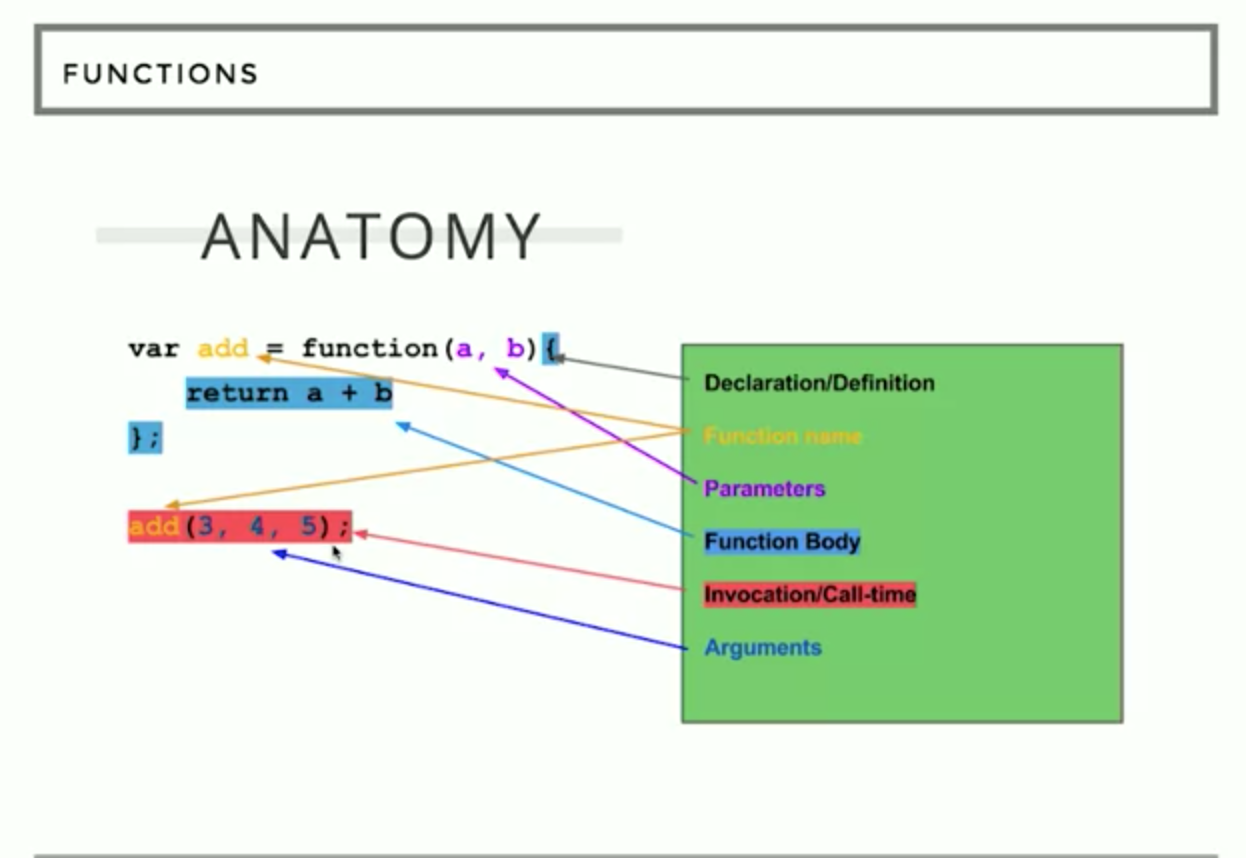 FUNCTIONS
ANATOMY
var add = function(a, b){
return a + b
};
add(3, 4, 5);
Declaration/Definition
Function name
Parameters
Function Body
Invocation/Call-time
Arguments